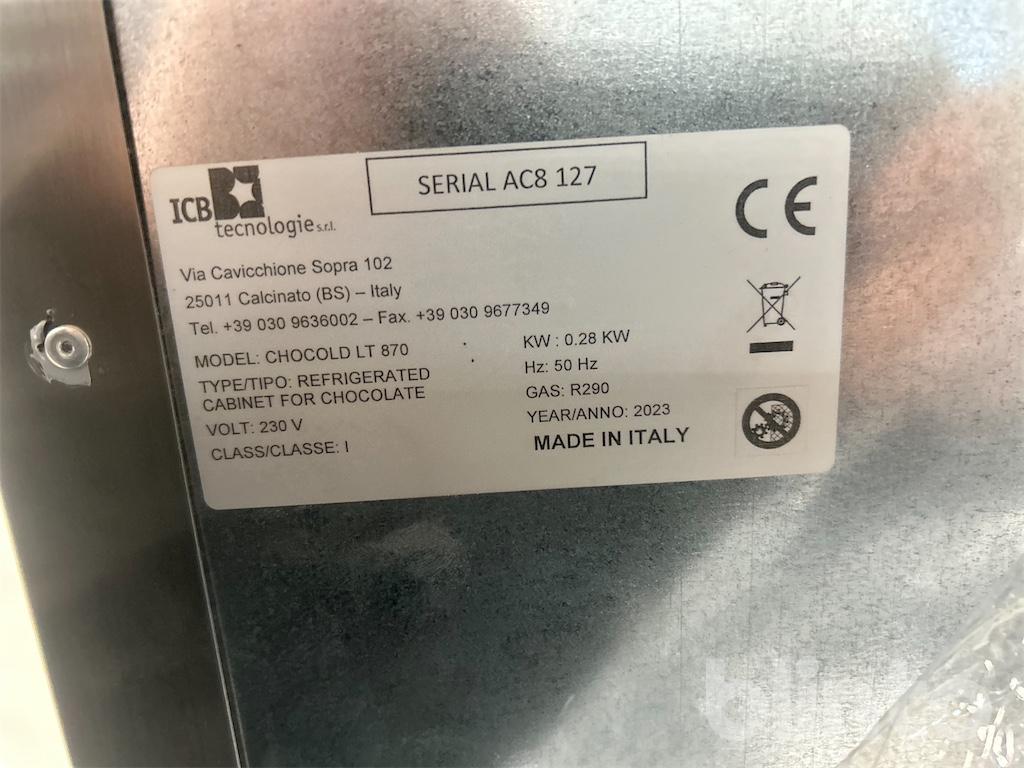 ICB
tecnologie s.r.l.
SERIAL AC8 127
CE
Via Cavicchione Sopra 102
25011 Calcinato (BS) – Italy
Tel. +39 030 9636002 – Fax. +39 030 9677349
MODEL: CHOCOLD LT 870
TYPE/TIPO: REFRIGERATED
CABINET FOR CHOCOLATE
VOLT: 230 V
CLASS/CLASSE: I
KW : 0.28 KW
Hz: 50 Hz
GAS: R290
YEAR/ANNO: 2023
MADE IN ITALY